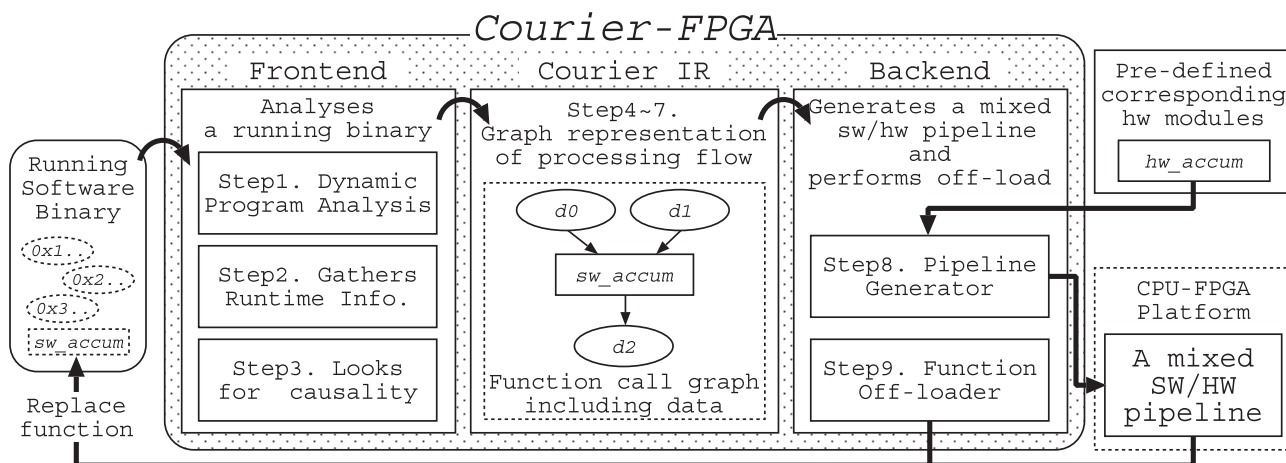 Courier-FPGA
Frontend
Analyses
a running binary
Step1. Dynamic
Program Analysis
Step2. Gathers
Runtime Info.
Step3. Looks
for causality
Courier IR
Step4~7.
Graph representation
of processing flow
d0
d1
sw_accum
d2
Function call graph
including data
Backend
Generates a mixed
sw/hw pipeline
and
performs off-load
Step8. Pipeline
Generator
Step9. Function
Off-loader
Pre-defined
corresponding
hw modules
hw_accum
Running
Software
Binary
0x1..
0x2..
0x3..
sw_accum
Replace
function
CPU-FPGA
Platform
A mixed
SW/HW
pipeline